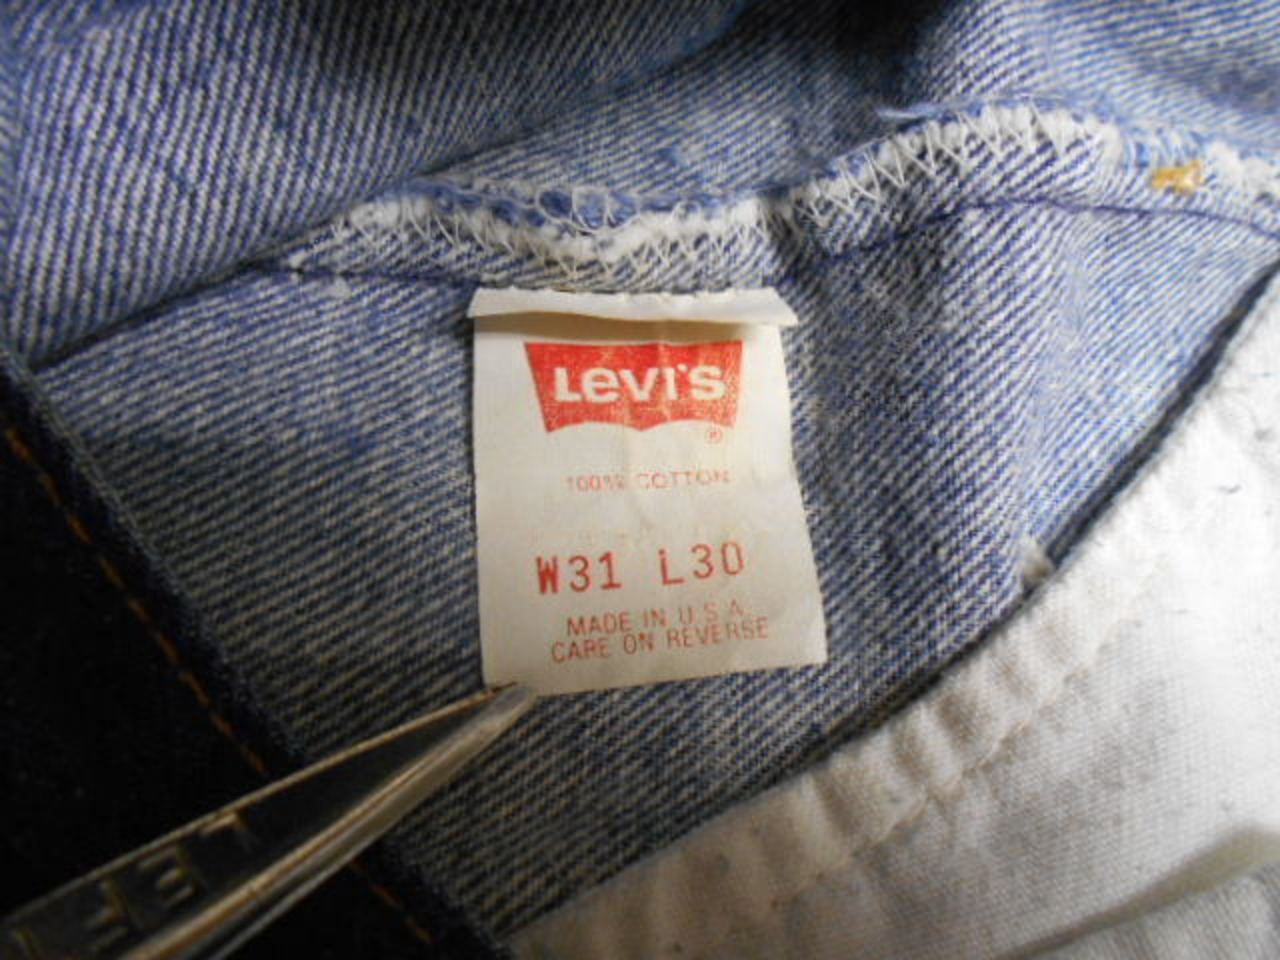 Levi's
®
100% COTTON
W31 L30
MADE IN U.S.A.
CARE ON REVERSE